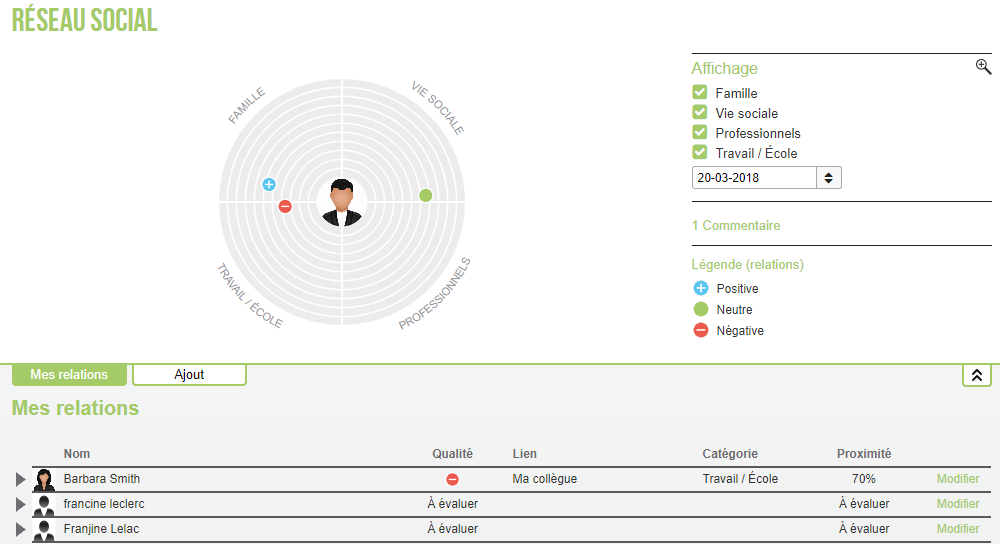 RÉSEAU SOCIAL
FAMILLE
VIE SOCIALE
TRAVAIL / ÉCOLE
PROFESSIONNELS
Affichage
Famille
Vie sociale
Professionnels
Travail / École
20-03-2018
1 Commentaire
Légende (relations)
Positive
Neutre
Négative
Mes relations Ajout
Mes relations
Nom Qualité Lien Catégorie Proximité
Barbara Smith Ma collègue Travail / École 70% Modifier
francine leclerc À évaluer À évaluer Modifier
Franjine Lelac À évaluer À évaluer Modifier